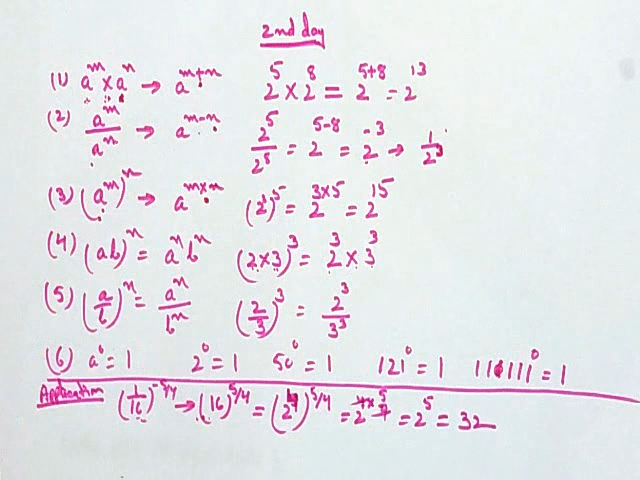 2nd day
(1) a^m × a^n → a^{m+n} 2^5 × 2^8 = 2^{5+8} = 2^{13}
(2) a^m/a^n → a^{m-n} 2^5/2^5 = 2^{5-8} = 2^{-3} → 1/2^3
(3) (a^m)^n → a^{m×n} (2^3)^5 = 2^{3×5} = 2^{15}
(4) (ab)^n = a^n b^n (2×3)^3 = 2^3 × 3^3
(5) (a/b)^n = a^n/b^n (2/3)^3 = 2^3/3^3
(6) a^0 = 1 2^0 = 1 50^0 = 1 121^0 = 1 111111^0 = 1
Application (1/16)^{-5/4} → (16)^{5/4} = (2^4)^{5/4} = 2^{4×5/4} = 2^5 = 32